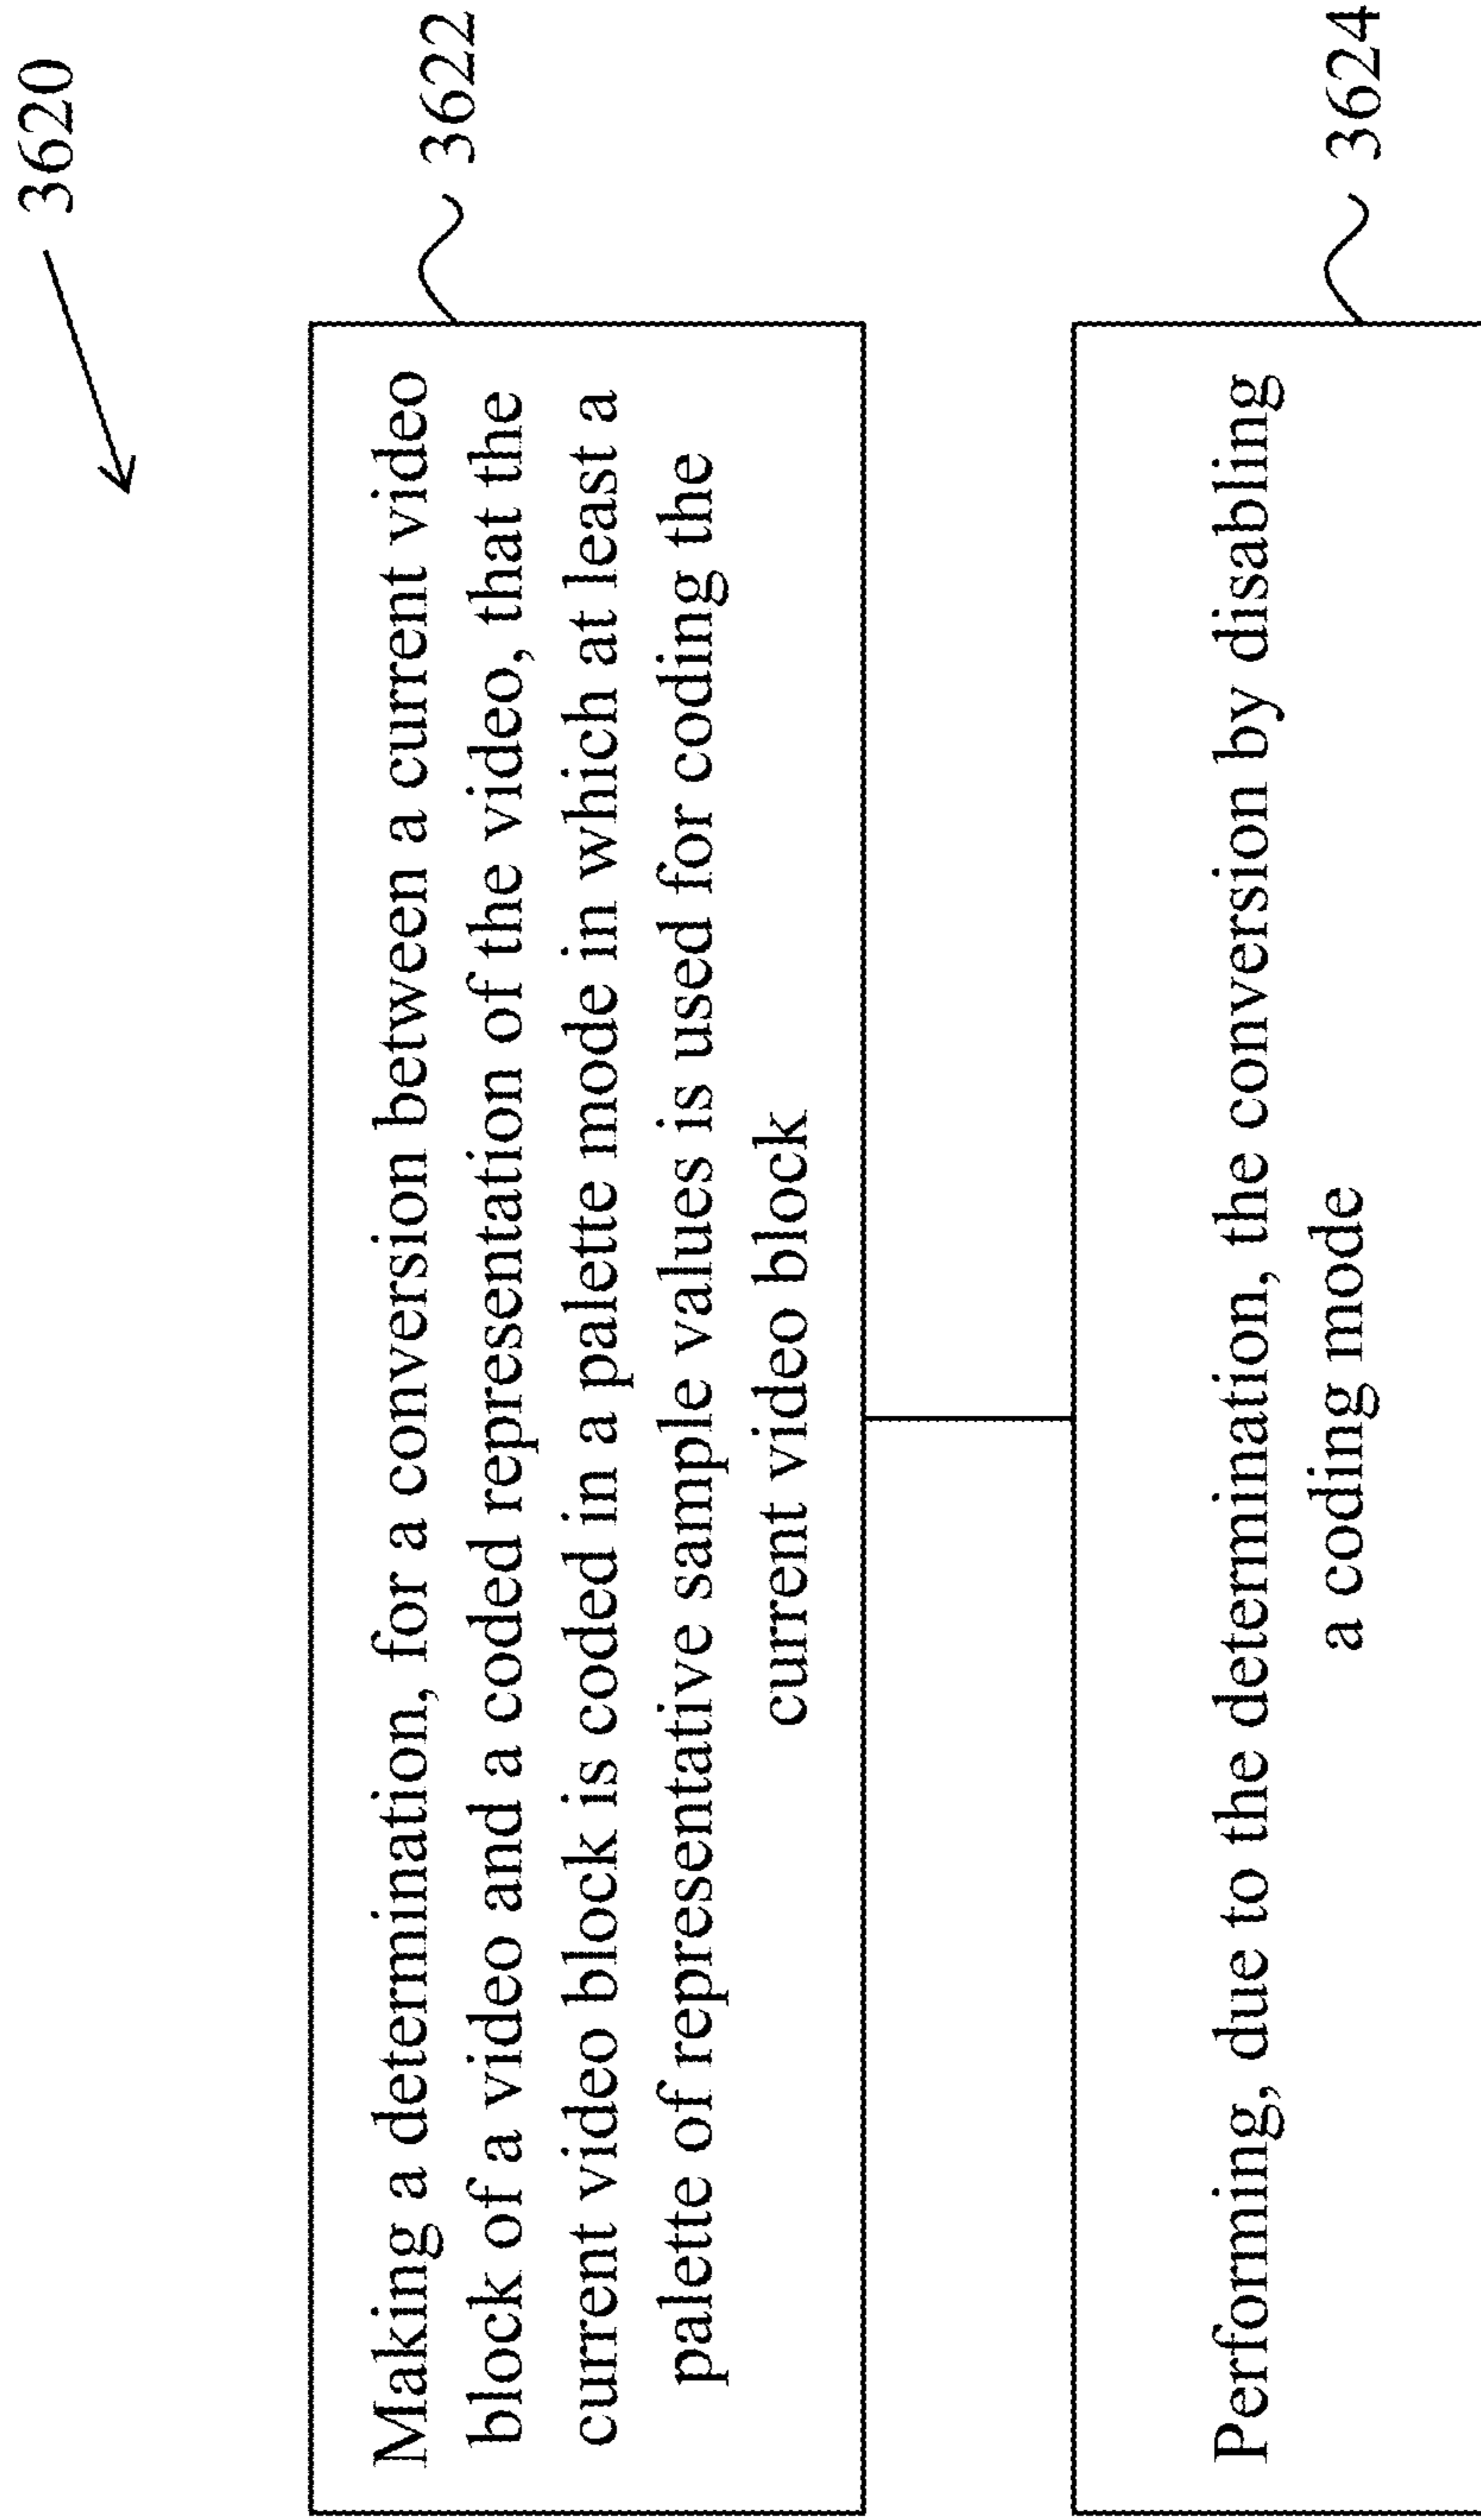 3620
Making a determination, for a conversion between a current video
block of a video and a coded representation of the video, that the
current video block is coded in a palette mode in which at least a
palette of representative sample values is used for coding the
current video block
3622
Performing, due to the determination, the conversion by disabling
a coding mode
3624